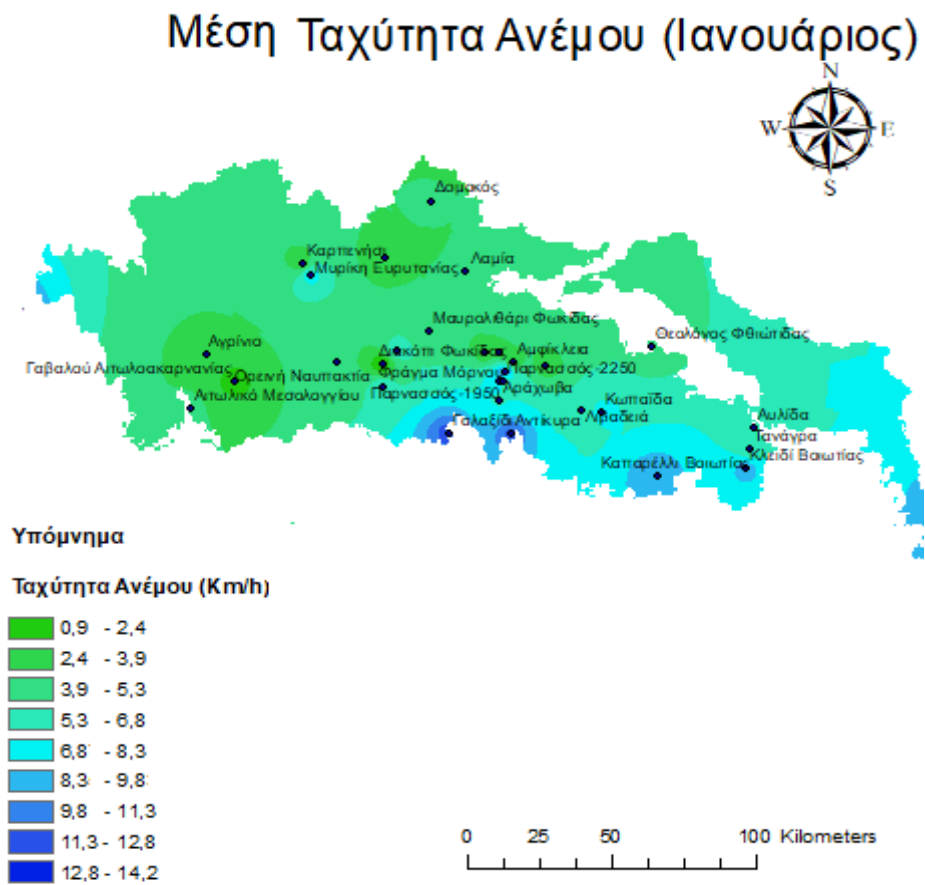 Μέση Ταχύτητα Ανέμου (Ιανουάριος)
N
W E
S
Δομοκός
Καρπενήσι
Μυρίκη Ευρυτανίας
Λαμία
Μαυρολιθάρι Φωκίδας
Θεολόγος Φθιώτιδας
Αγρίνιο
Διακόπι Φωκίδας
Αμφίκλεια
Γαβαλού Αιτωλοακαρνανίας
Ορεινή Ναυπακτία
Φράγμα Μόρνου
Παρνασσός-2250
Αιτωλικό Μεσολογγίου
Παρνασσός-1950
Αράχωβα
Κωπαΐδα
Γαλαξίδι
Αντίκυρα
Λιβαδειά
Αυλίδα
Τανάγρα
Καπαρέλλι Βοιωτίας
Κλειδί Βοιωτίας
Υπόμνημα
Ταχύτητα Ανέμου (Km/h)
0,9 - 2,4
2,4 - 3,9
3,9 - 5,3
5,3 - 6,8
6,8 - 8,3
8,3 - 9,8
9,8 - 11,3
11,3 - 12,8
12,8 - 14,2
0 25 50 100 Kilometers